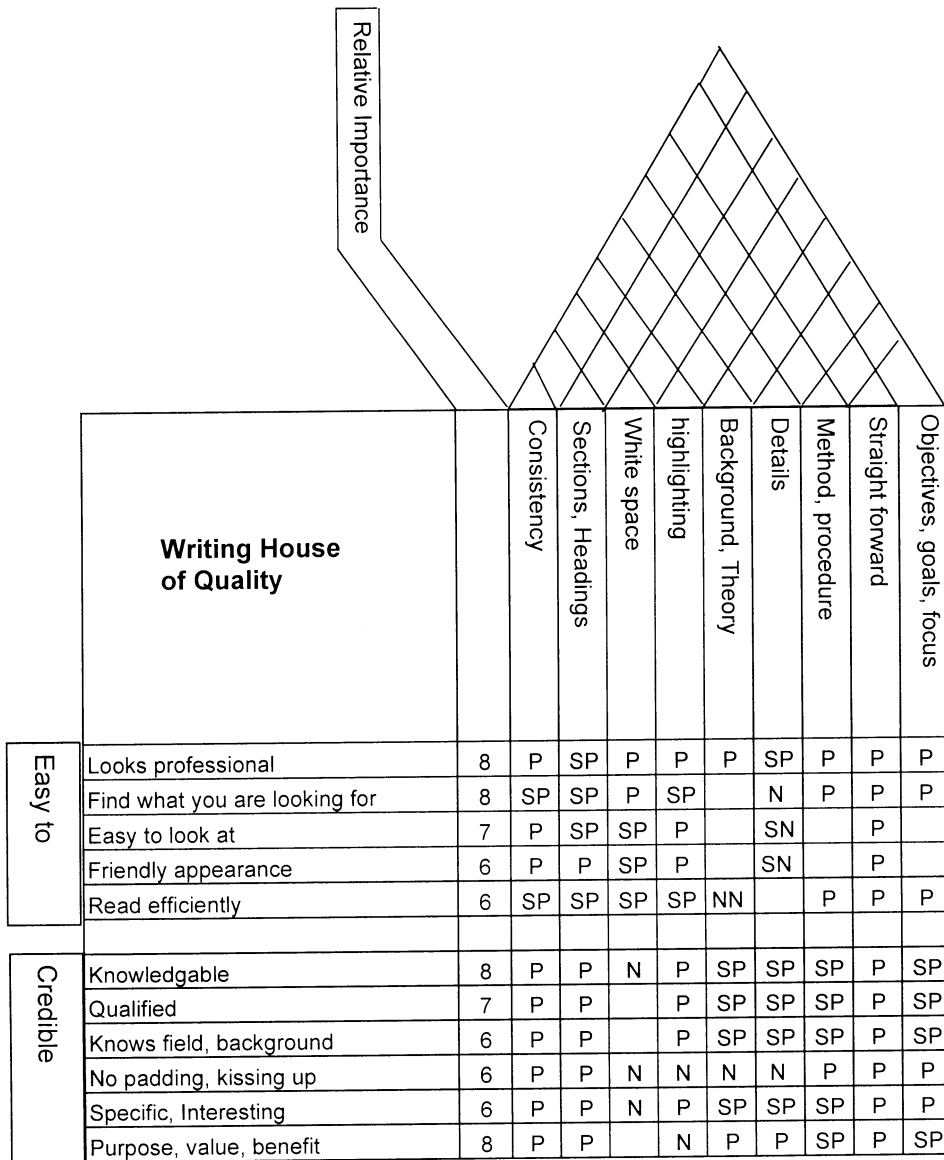 Relative Importance
Writing House
of Quality
Consistency
Sections, Headings
White space
highlighting
Background, Theory
Details
Method, procedure
Straight forward
Objectives, goals, focus
Easy to
Looks professional 8 P SP P P P SP P P P
Find what you are looking for 8 SP SP P SP N P P P
Easy to look at 7 P SP SP P SN P
Friendly appearance 6 P P SP P SN P
Read efficiently 6 SP SP SP SP NN P P P
Credible
Knowledgable 8 P P N P SP SP SP P SP
Qualified 7 P P P SP SP SP P SP
Knows field, background 6 P P P SP SP SP P SP
No padding, kissing up 6 P P N N N N P P P
Specific, Interesting 6 P P N P SP SP SP P P
Purpose, value, benefit 8 P P N P P SP P SP